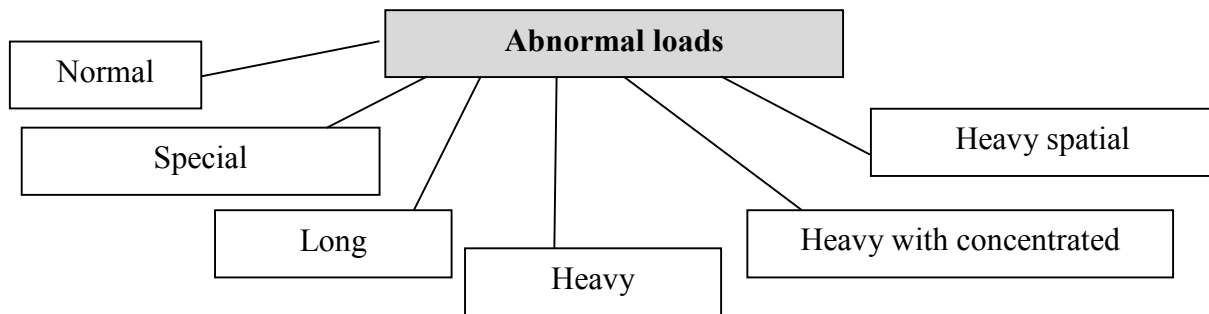 Abnormal loads
Normal
Special
Long
Heavy
Heavy with concentrated
Heavy spatial